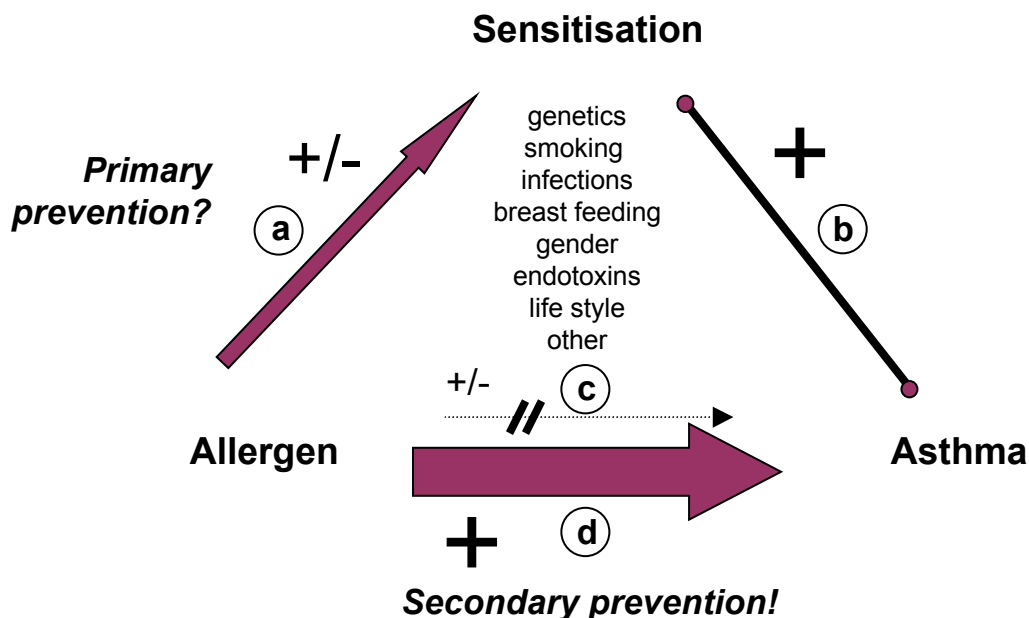 Sensitisation
+/-
Primary
prevention?
a
genetics
smoking
infections
breast feeding
gender
endotoxins
life style
other
+
b
+/-
c
Allergen
Asthma
+
d
Secondary prevention!